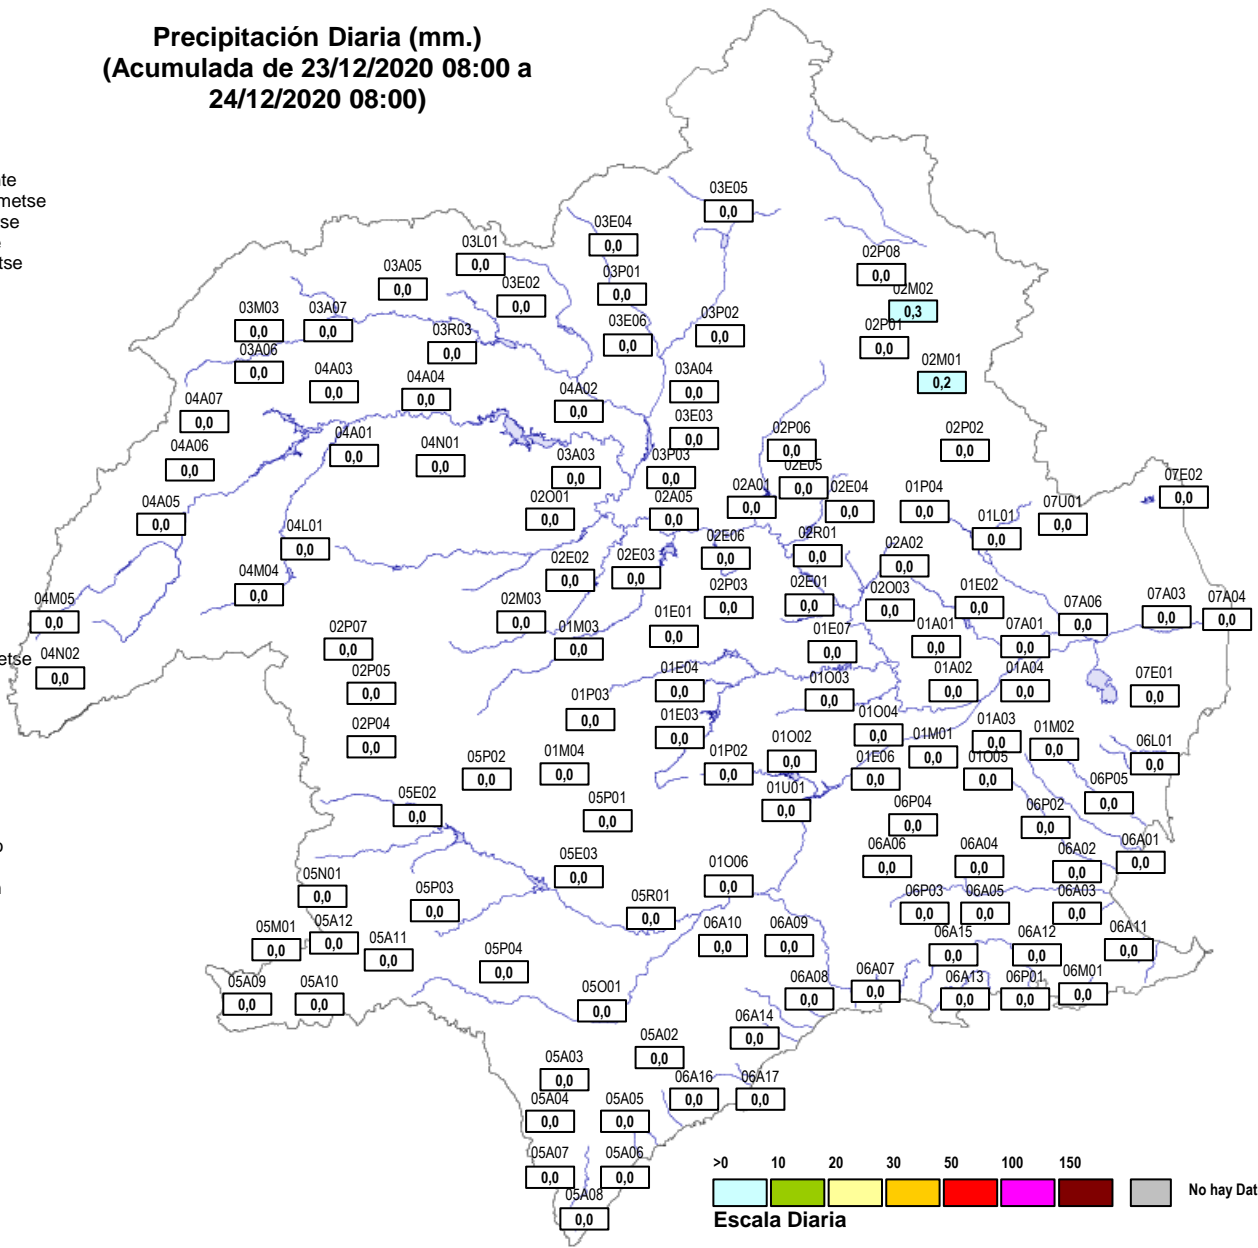 Precipitación Diaria (mm.)
(Acumulada de 23/12/2020 08:00 a
24/12/2020 08:00)
te
metse
se
tse
03E05
0,0
03E04
0,0
03L01
0,0
02P08
0,0
03A05
0,0
03P01
0,0
03E02
0,0
02M02
0,3
03M03
0,0
03A07
0,0
03P02
0,0
03E06
0,0
03R03
0,0
02P01
0,0
03A06
0,0
02M01
0,2
04A03
0,0
04A04
0,0
03A04
0,0
04A02
0,0
04A07
0,0
03E03
0,0
04A01
0,0
02P06
0,0
02P02
0,0
04A06
0,0
04N01
0,0
03A03
0,0
03P03
0,0
02E05
0,0
07E02
0,0
04A05
0,0
02O01
0,0
02A05
0,0
02A01
0,0
02E04
0,0
01P04
0,0
07U01
0,0
01L01
0,0
04L01
0,0
02E06
0,0
02R01
0,0
02A02
0,0
02E02
0,0
02E03
0,0
04M04
0,0
02P03
0,0
02E01
0,0
02O03
0,0
01E02
0,0
04M05
0,0
02M03
0,0
07A06
0,0
07A03
0,0
07A04
0,0
01E01
0,0
01M03
0,0
02P07
0,0
01E07
0,0
01A01
0,0
07A01
0,0
etse
04N02
0,0
02P05
0,0
01E04
0,0
01O03
0,0
01A02
0,0
01A04
0,0
07E01
0,0
01P03
0,0
01E03
0,0
02P04
0,0
01O04
0,0
01A03
0,0
01M02
0,0
05P02
0,0
01M04
0,0
01P02
0,0
01O02
0,0
01M01
0,0
01E06
0,0
01O05
0,0
06L01
0,0
05E02
0,0
05P01
0,0
01U01
0,0
06P04
0,0
06P02
0,0
06P05
0,0
o
05E03
0,0
01O06
0,0
06A06
0,0
06A04
0,0
06A02
0,0
06A01
0,0
05N01
0,0
05P03
0,0
05R01
0,0
06P03
0,0
06A05
0,0
06A03
0,0
05M01
0,0
05A12
0,0
05A11
0,0
05P04
0,0
06A10
0,0
06A09
0,0
06A15
0,0
06A12
0,0
06A11
0,0
05A09
0,0
05A10
0,0
05O01
0,0
06A08
0,0
06A07
0,0
06A13
0,0
06P01
0,0
06M01
0,0
05A02
0,0
06A14
0,0
05A03
0,0
06A16
0,0
06A17
0,0
05A04
0,0
05A05
0,0
05A07
0,0
05A06
0,0
05A08
0,0
>0 10 20 30 50 100 150
No hay Dat
Escala Diaria